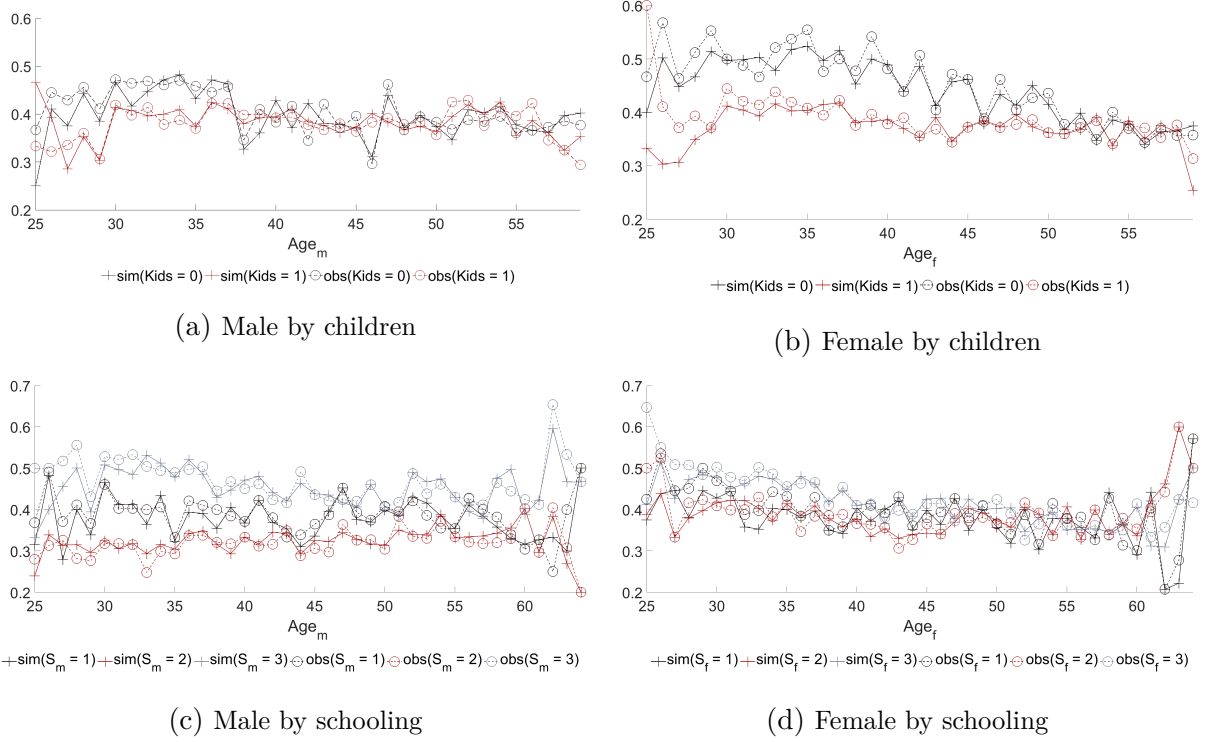 0.6
0.5
0.4
0.3
0.2
25 30 35 40 45 50 55
Age_m
sim(Kids = 0) sim(Kids = 1) obs(Kids = 0) obs(Kids = 1)
(a) Male by children
0.6
0.5
0.4
0.3
0.2
25 30 35 40 45 50 55
Age_f
sim(Kids = 0) sim(Kids = 1) obs(Kids = 0) obs(Kids = 1)
(b) Female by children
0.7
0.6
0.5
0.4
0.3
0.2
25 30 35 40 45 50 55 60
Age_m
sim(S_m = 1) sim(S_m = 2) sim(S_m = 3) obs(S_m = 1) obs(S_m = 2) obs(S_m = 3)
(c) Male by schooling
0.7
0.6
0.5
0.4
0.3
0.2
25 30 35 40 45 50 55 60
Age_f
sim(S_f = 1) sim(S_f = 2) sim(S_f = 3) obs(S_f = 1) obs(S_f = 2) obs(S_f = 3)
(d) Female by schooling